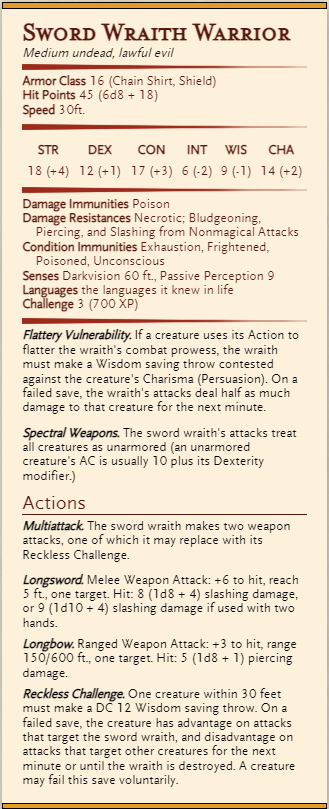 Sword Wraith Warrior
Medium undead, lawful evil
Armor Class 16 (Chain Shirt, Shield)
Hit Points 45 (6d8 + 18)
Speed 30ft.
STR DEX CON INT WIS CHA
18 (+4) 12 (+1) 17 (+3) 6 (-2) 9 (-1) 14 (+2)
Damage Immunities Poison
Damage Resistances Necrotic; Bludgeoning,
Piercing, and Slashing from Nonmagical Attacks
Condition Immunities Exhaustion, Frightened,
Poisoned, Unconscious
Senses Darkvision 60 ft., Passive Perception 9
Languages the languages it knew in life
Challenge 3 (700 XP)
Flattery Vulnerability. If a creature uses its Action to
flatter the wraith's combat prowess, the wraith
must make a Wisdom saving throw contested
against the creature's Charisma (Persuasion). On a
failed save, the wraith's attacks deal half as much
damage to that creature for the next minute.
Spectral Weapons. The sword wraith's attacks treat
all creatures as unarmored (an unarmored
creature's AC is usually 10 plus its Dexterity
modifier.)
Actions
Multiattack. The sword wraith makes two weapon
attacks, one of which it may replace with its
Reckless Challenge.
Longsword. Melee Weapon Attack: +6 to hit, reach
5 ft., one target. Hit: 8 (1d8 + 4) slashing damage,
or 9 (1d10 + 4) slashing damage if used with two
hands.
Longbow. Ranged Weapon Attack: +3 to hit, range
150/600 ft., one target. Hit: 5 (1d8 + 1) piercing
damage.
Reckless Challenge. One creature within 30 feet
must make a DC 12 Wisdom saving throw. On a
failed save, the creature has advantage on attacks
that target the sword wraith, and disadvantage on
attacks that target other creatures for the next
minute or until the wraith is destroyed. A creature
may fail this save voluntarily.